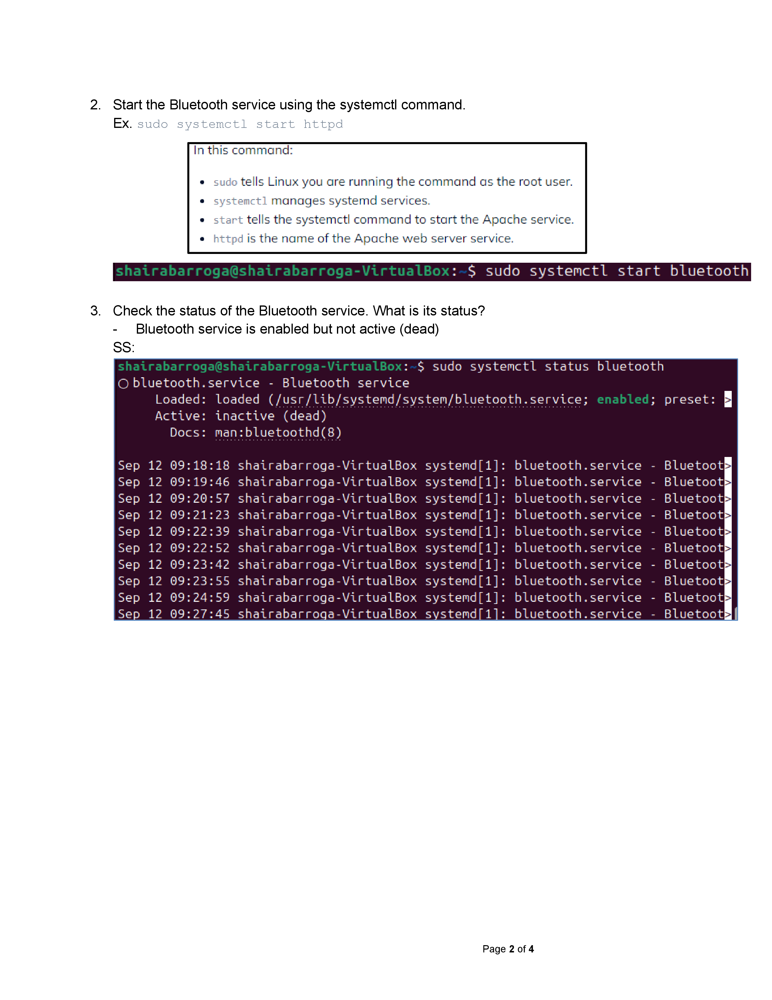 2. Start the Bluetooth service using the systemctl command.
Ex. sudo systemctl start httpd
In this command:
• sudo tells Linux you are running the command as the root user.
• systemctl manages systemd services.
• start tells the systemctl command to start the Apache service.
• httpd is the name of the Apache web server service.
shairabarroga@shairabarroga-VirtualBox:~$ sudo systemctl start bluetooth
3. Check the status of the Bluetooth service. What is its status?
- Bluetooth service is enabled but not active (dead)
SS:
shairabarroga@shairabarroga-VirtualBox:~$ sudo systemctl status bluetooth
○ bluetooth.service - Bluetooth service
Loaded: loaded (/usr/lib/systemd/system/bluetooth.service; enabled; preset: >
Active: inactive (dead)
Docs: man:bluetoothd(8)
Sep 12 09:18:18 shairabarroga-VirtualBox systemd[1]: bluetooth.service - Bluetoot>
Sep 12 09:19:46 shairabarroga-VirtualBox systemd[1]: bluetooth.service - Bluetoot>
Sep 12 09:20:57 shairabarroga-VirtualBox systemd[1]: bluetooth.service - Bluetoot>
Sep 12 09:21:23 shairabarroga-VirtualBox systemd[1]: bluetooth.service - Bluetoot>
Sep 12 09:22:39 shairabarroga-VirtualBox systemd[1]: bluetooth.service - Bluetoot>
Sep 12 09:22:52 shairabarroga-VirtualBox systemd[1]: bluetooth.service - Bluetoot>
Sep 12 09:23:42 shairabarroga-VirtualBox systemd[1]: bluetooth.service - Bluetoot>
Sep 12 09:23:55 shairabarroga-VirtualBox systemd[1]: bluetooth.service - Bluetoot>
Sep 12 09:24:59 shairabarroga-VirtualBox systemd[1]: bluetooth.service - Bluetoot>
Sep 12 09:27:45 shairabarroga-VirtualBox systemd[1]: bluetooth.service - Bluetoot>
Page 2 of 4